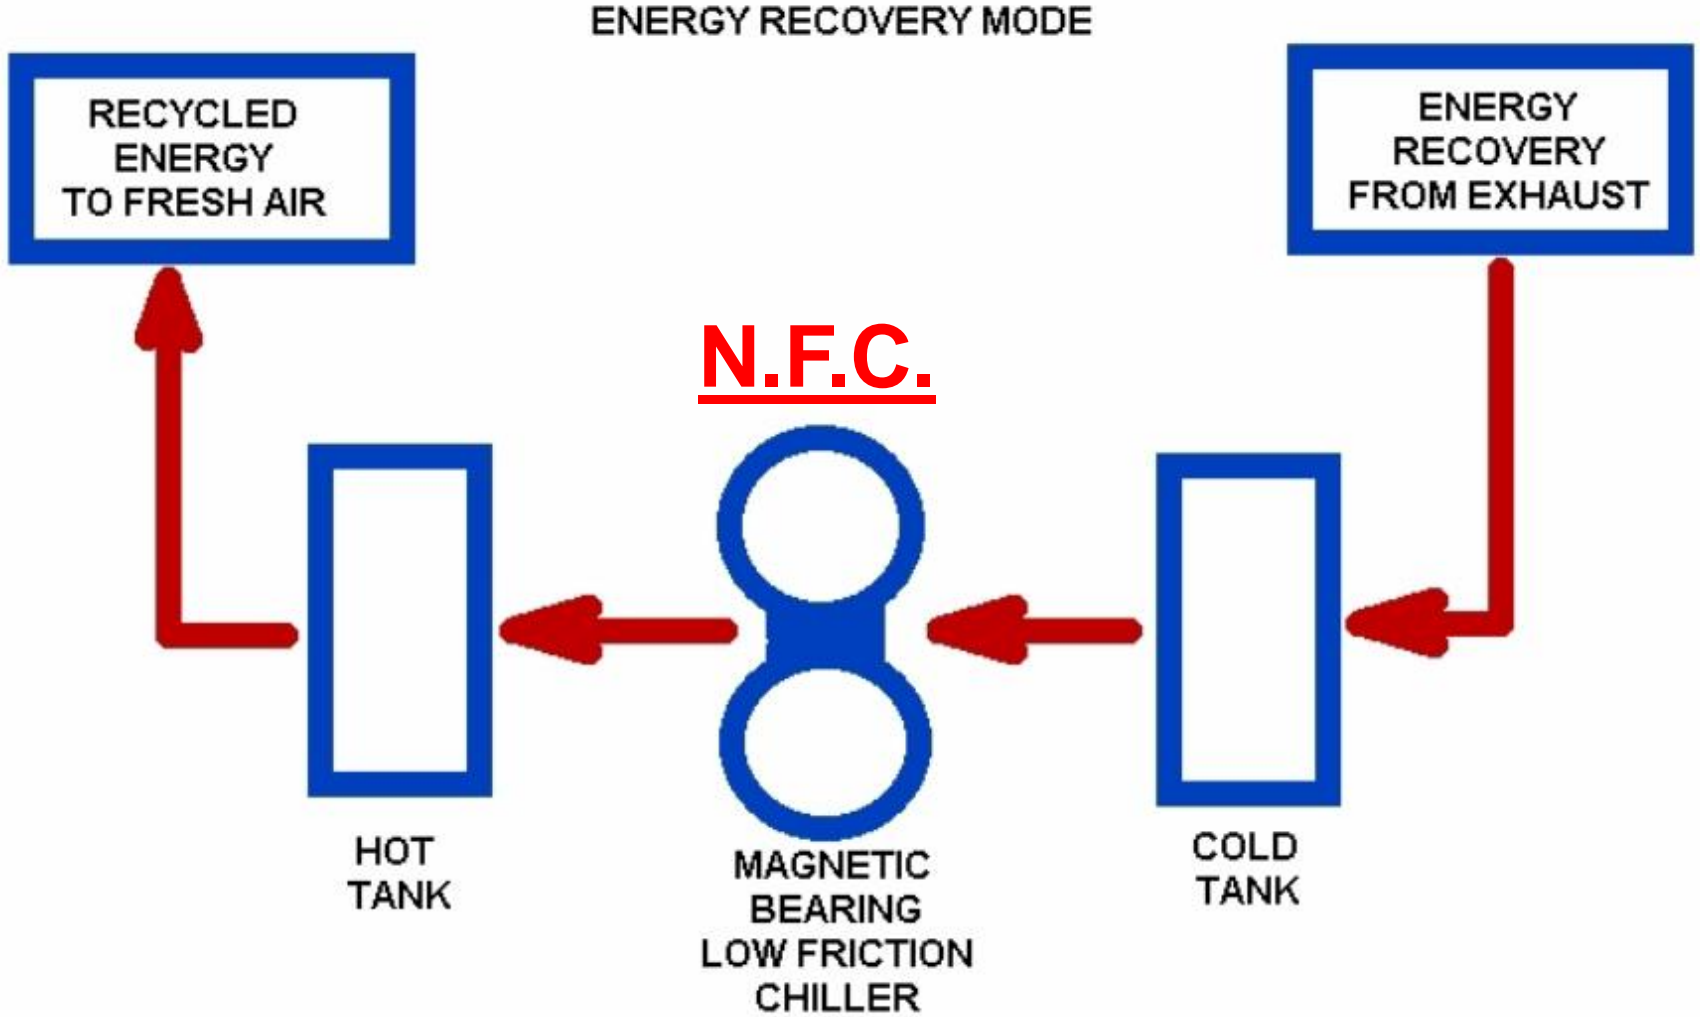 ENERGY RECOVERY MODE
RECYCLED
ENERGY
TO FRESH AIR
ENERGY
RECOVERY
FROM EXHAUST
N.F.C.
HOT
TANK
MAGNETIC
BEARING
LOW FRICTION
CHILLER
COLD
TANK